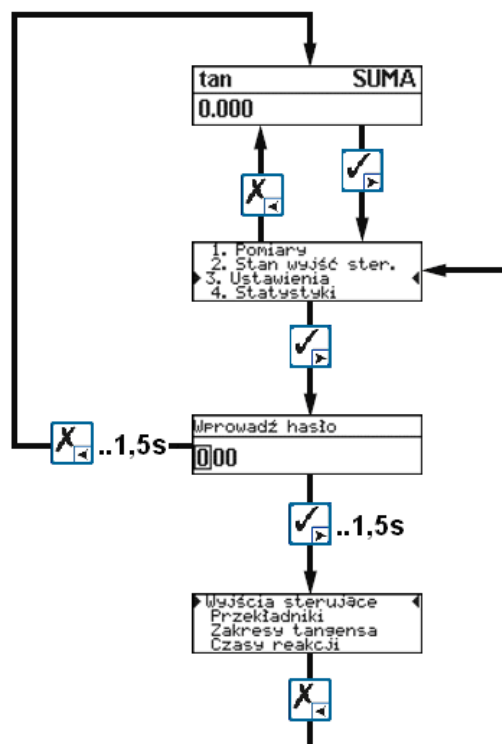 tan SUMA
0.000
1. Pomiary
2. Stan wyjść ster.
3. Ustawienia
4. Statystyki
Wprowadź hasło
..1,5s
000
..1,5s
Wyjścia sterujące
Przekładniki
Zakresy tangensa
Czasy reakcji